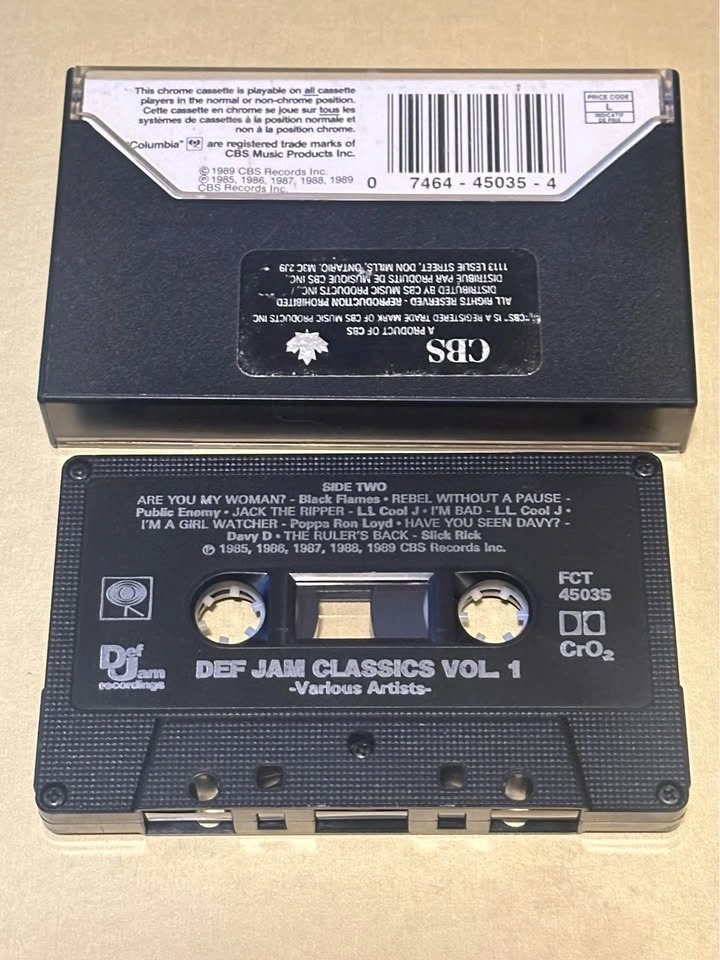 This chrome cassette is playable on all cassette
players in the normal or non-chrome position.
Cette cassette en chrome se joue sur tous les
systèmes de cassettes à la position normale et
non à la position chrome.
"Columbia" are registered trade marks of
CBS Music Products Inc.
© 1989 CBS Records Inc.
℗ 1985, 1986, 1987, 1988, 1989
CBS Records Inc.
0 7464 - 45035 - 4
PRICE CODE
L
INDICATIF
DE PRIX
CBS
A PRODUCT OF CBS
"CBS" IS A REGISTERED TRADE MARK OF CBS MUSIC PRODUCTS INC
ALL RIGHTS RESERVED - REPRODUCTION PROHIBITED
DISTRIBUTED BY CBS MUSIC PRODUCTS INC.,
DISTRIBUÉ PAR PRODUITS DE MUSIQUE CBS INC.
1113 LESLIE STREET, DON MILLS, ONTARIO. M3C 2J9
SIDE TWO
ARE YOU MY WOMAN? - Black Flames • REBEL WITHOUT A PAUSE -
Public Enemy • JACK THE RIPPER - L.L Cool J • I'M BAD - L.L. Cool J •
I'M A GIRL WATCHER - Poppa Ron Loyd • HAVE YOU SEEN DAVY? -
Davy D • THE RULER'S BACK - Slick Rick
℗ 1985, 1986, 1987, 1988, 1989 CBS Records Inc.
FCT
45035
CrO₂
Def
Jam
recordings
DEF JAM CLASSICS VOL. 1
-Various Artists-